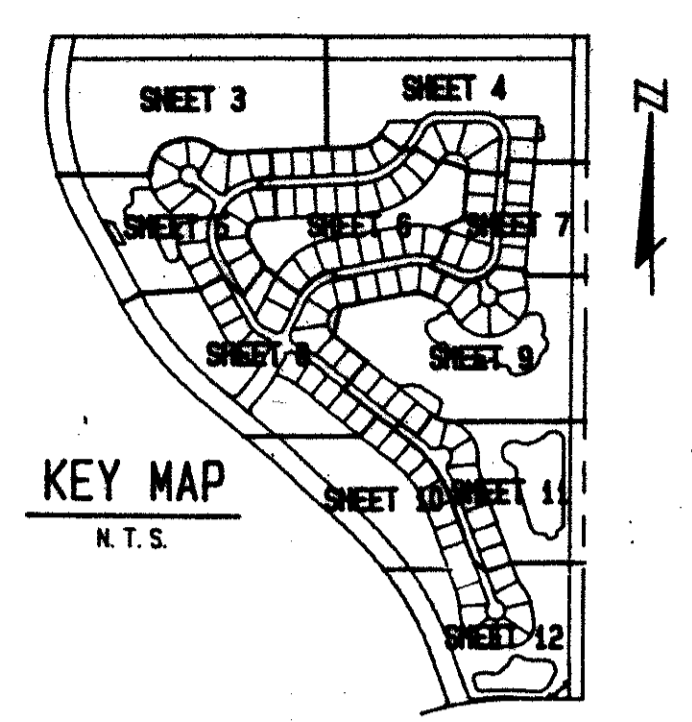 SHEET 3
SHEET 4
N
SHEET 5
SHEET 6
SHEET 7
SHEET 8
SHEET 9
KEY MAP
N. T. S.
SHEET 10
SHEET 11
SHEET 12